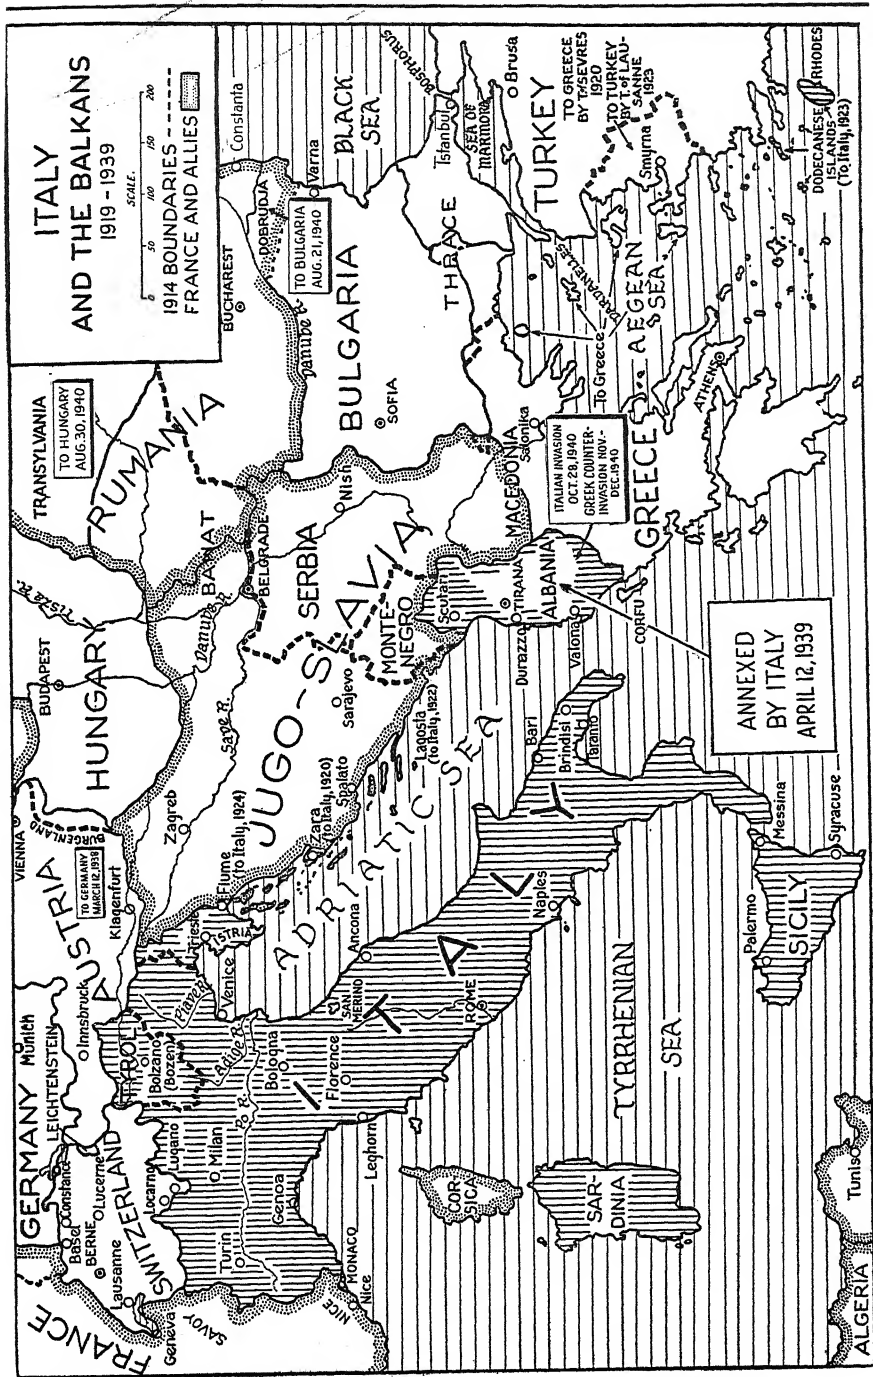 ITALY
AND THE BALKANS
1919-1939
SCALE.
0 50 100 150 200
1914 BOUNDARIES
FRANCE AND ALLIES
FRANCE
GERMANY
Munich
LEICHTENSTEIN
Constance
Basel
BERNE
Lucerne
Lausanne
SWITZERLAND
Geneva
SAVOY
Locarno
Lugano
Innsbruck
AUSTRIA
VIENNA
BURGENLAND
TO GERMANY
MARCH 12, 1938
Klagenfurt
TYROL
Bolzano
(Bozen)
Piave R.
Adige R.
Po R.
Turin
Milan
Genoa
Venice
Trieste
ISTRIA
Fiume
(to Italy, 1924)
NICE
Nice
MONACO
Leghorn
Florence
Bologna
SAN
MERINO
Ancona
ITALY
ROME
Naples
Bari
Brindisi
Taranto
CORSICA
SAR-
DINIA
TYRRHENIAN
SEA
Palermo
Messina
SICILY
Syracuse
ALGERIA
Tunis
ADRIATIC SEA
Zara
(to Italy, 1920)
Spalato
Lagosta
(to Italy, 1922)
HUNGARY
BUDAPEST
Tisza R.
Danube R.
Save R.
Zagreb
JUGO-SLAVIA
Sarajevo
BELGRADE
BANAT
SERBIA
Nish
MONTE-
NEGRO
Scutari
TRANSYLVANIA
TO HUNGARY
AUG. 30, 1940
RUMANIA
BUCHAREST
Danube R.
DOBRUDJA
Constanta
Varna
TO BULGARIA
AUG. 21, 1940
BULGARIA
SOFIA
BLACK
SEA
BOSPHORUS
Istanbul
SEA OF
MARMORA
Brusa
THRACE
TURKEY
TO GREECE
BY T. of SEVRES
1920
TO TURKEY
BY T. of LAU-
SANNE
1923
Smyrna
DARDANELLES
AEGEAN
SEA
To Greece
MACEDONIA
Salonika
ITALIAN INVASION
OCT. 28, 1940
GREEK COUNTER-
INVASION NOV-
DEC. 1940
GREECE
ATHENS
TIRANA
Durazzo
ALBANIA
Valona
CORFU
ANNEXED
BY ITALY
APRIL 12, 1939
DODECANESE
ISLANDS
(To Italy, 1923)
RHODES